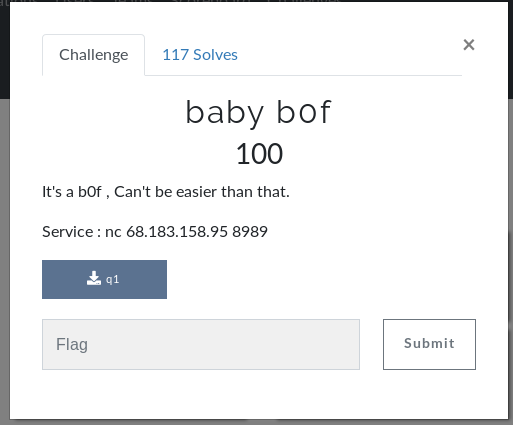 Challenge
117 Solves
×
baby b0f
100
It's a b0f , Can't be easier than that.
Service : nc 68.183.158.95 8989
q1
Flag
Submit